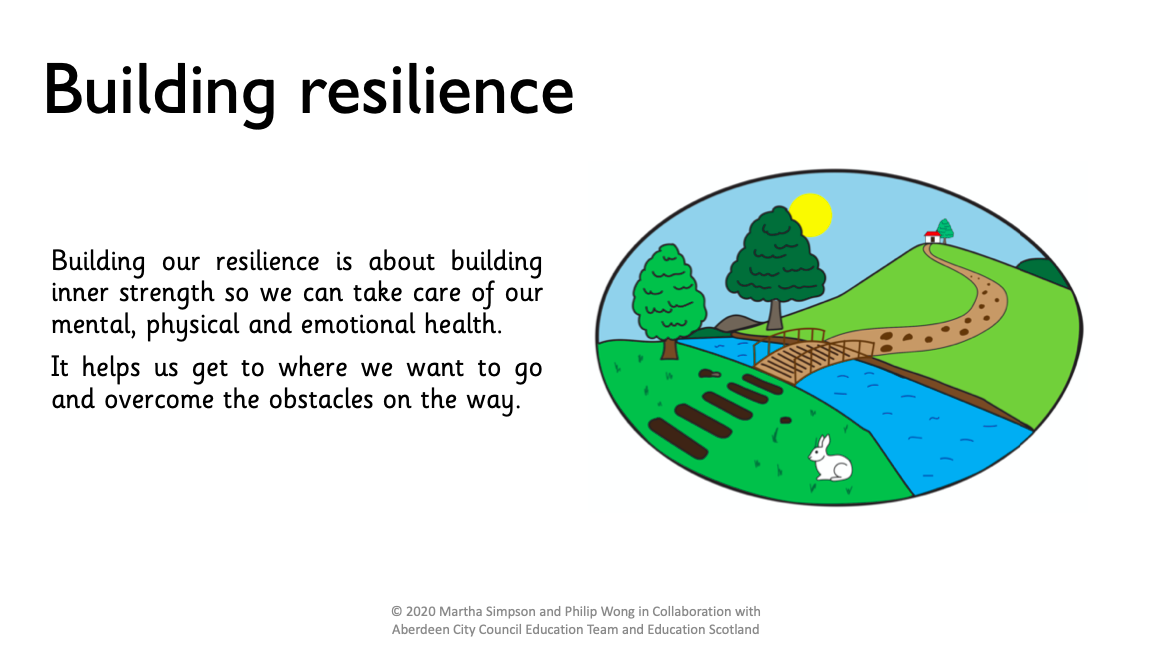 Building resilience
Building our resilience is about building
inner strength so we can take care of our
mental, physical and emotional health.
It helps us get to where we want to go
and overcome the obstacles on the way.
© 2020 Martha Simpson and Philip Wong in Collaboration with
Aberdeen City Council Education Team and Education Scotland